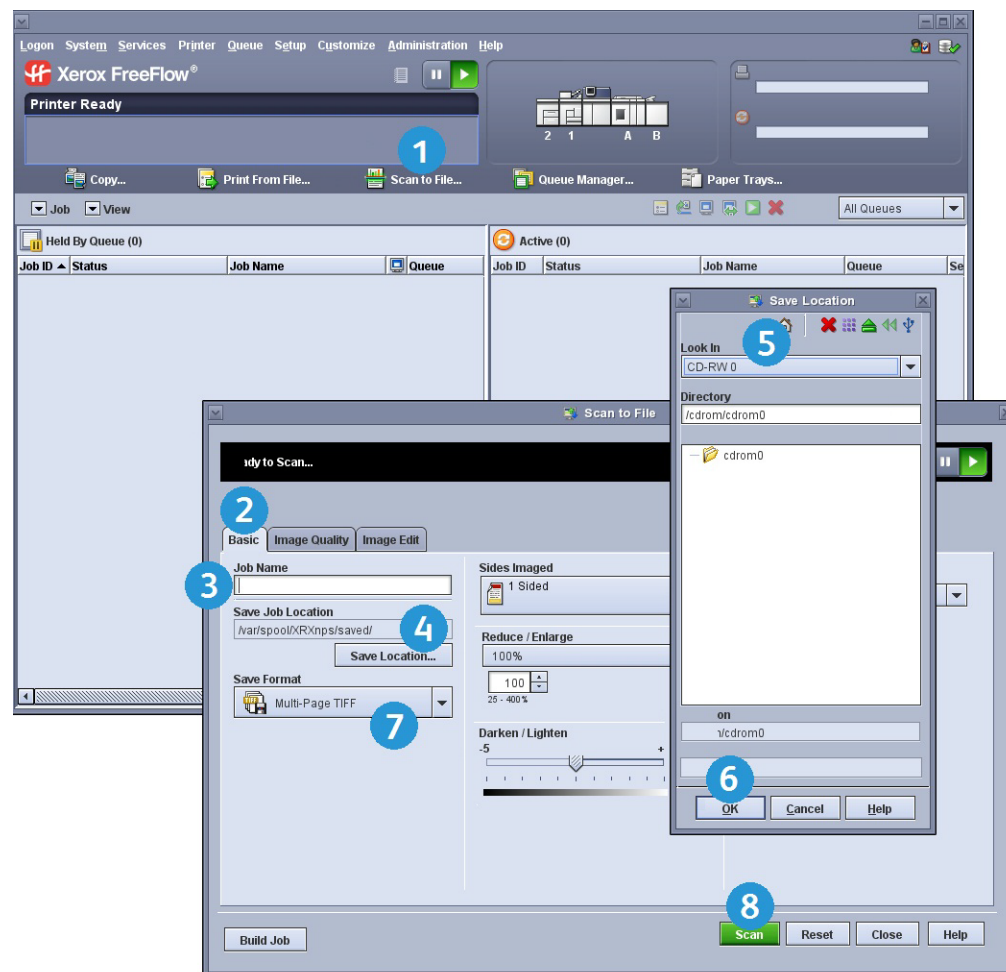 Logon System Services Printer Queue Setup Customize Administration Help
Xerox FreeFlow®
Printer Ready
2 1 A B
1
Copy... Print From File... Scan to File... Queue Manager... Paper Trays...
Job View All Queues
Held By Queue (0) Active (0)
Job ID Status Job Name Queue Job ID Status Job Name Queue Se
Save Location
5
Look In
CD-RW 0
Directory
/cdrom/cdrom0
cdrom0
on
/cdrom0
6
OK Cancel Help
Scan to File
dy to Scan...
2
Basic Image Quality Image Edit
3
Job Name
Save Job Location
/var/spool/XRXnps/saved/
4
Save Location...
Save Format
Multi-Page TIFF
7
Sides Imaged
1 Sided
Reduce / Enlarge
100%
100
25 - 400%
Darken / Lighten
-5 +
8
Build Job Scan Reset Close Help